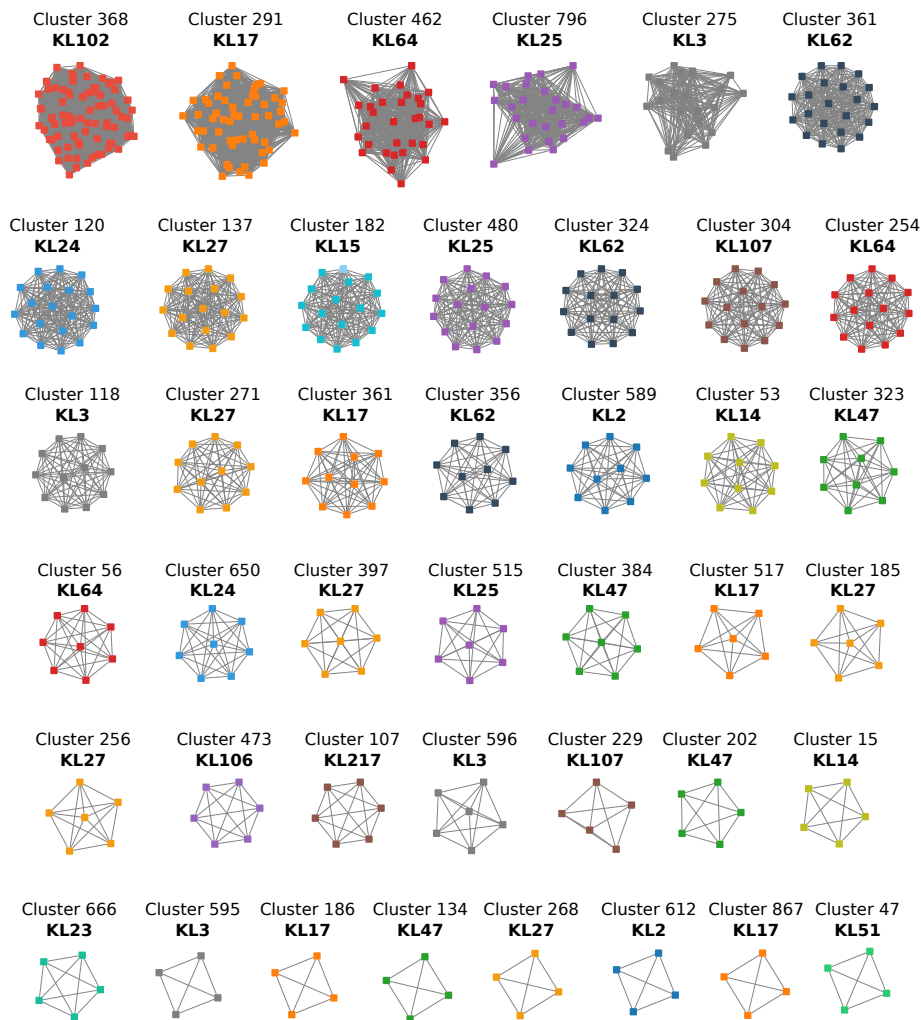 Cluster 368 Cluster 291 Cluster 462 Cluster 796 Cluster 275 Cluster 361
KL102 KL17 KL64 KL25 KL3 KL62
Cluster 120 Cluster 137 Cluster 182 Cluster 480 Cluster 324 Cluster 304 Cluster 254
KL24 KL27 KL15 KL25 KL62 KL107 KL64
Cluster 118 Cluster 271 Cluster 361 Cluster 356 Cluster 589 Cluster 53 Cluster 323
KL3 KL27 KL17 KL62 KL2 KL14 KL47
Cluster 56 Cluster 650 Cluster 397 Cluster 515 Cluster 384 Cluster 517 Cluster 185
KL64 KL24 KL27 KL25 KL47 KL17 KL27
Cluster 256 Cluster 473 Cluster 107 Cluster 596 Cluster 229 Cluster 202 Cluster 15
KL27 KL106 KL217 KL3 KL107 KL47 KL14
Cluster 666 Cluster 595 Cluster 186 Cluster 134 Cluster 268 Cluster 612 Cluster 867 Cluster 47
KL23 KL3 KL17 KL47 KL27 KL2 KL17 KL51